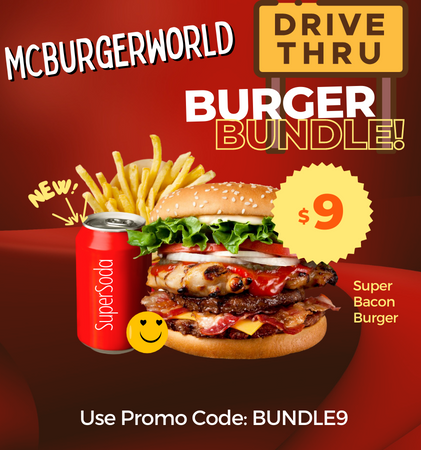 MCBURGERWORLD
DRIVE
THRU
BURGER
BUNDLE!
NEW!
$9
SuperSoda
Super
Bacon
Burger
Use Promo Code: BUNDLE9